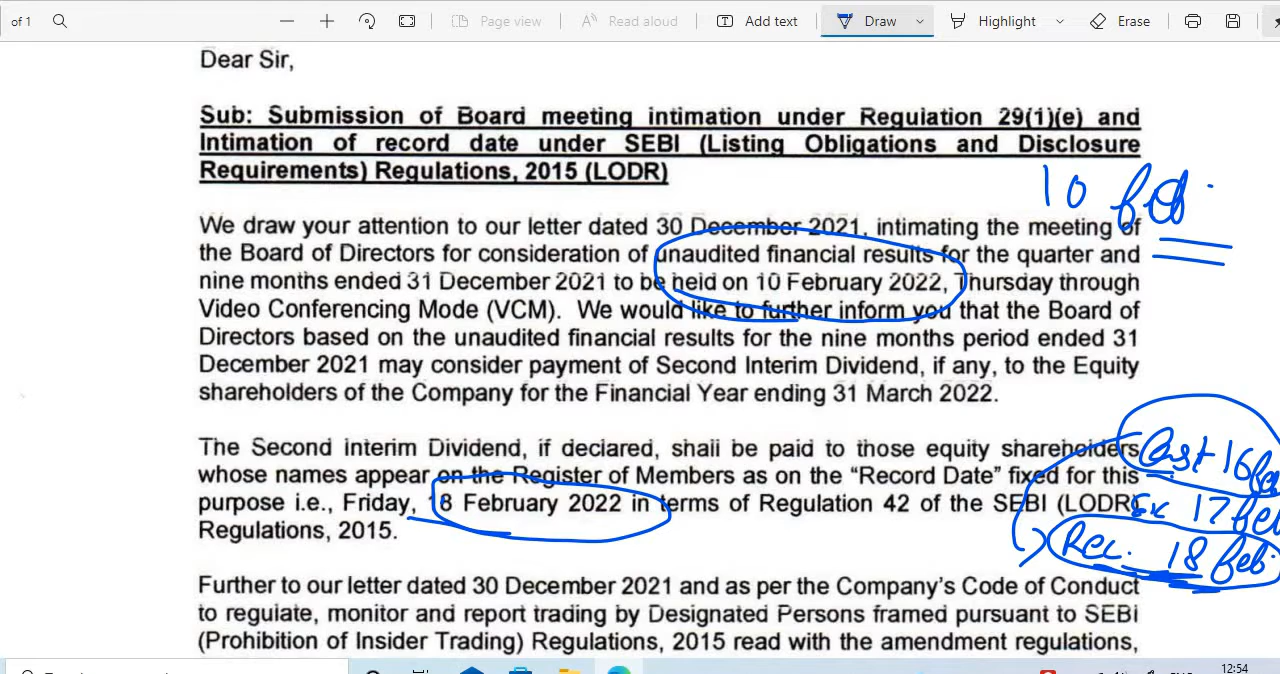 of 1 Page view Read aloud Add text Draw Highlight Erase
Dear Sir,
Sub: Submission of Board meeting intimation under Regulation 29(1)(e) and
Intimation of record date under SEBI (Listing Obligations and Disclosure
Requirements) Regulations, 2015 (LODR)
10 feb
We draw your attention to our letter dated 30 December 2021, intimating the meeting of
the Board of Directors for consideration of unaudited financial results for the quarter and
nine months ended 31 December 2021 to be held on 10 February 2022, Thursday through
Video Conferencing Mode (VCM). We would like to further inform you that the Board of
Directors based on the unaudited financial results for the nine months period ended 31
December 2021 may consider payment of Second Interim Dividend, if any, to the Equity
shareholders of the Company for the Financial Year ending 31 March 2022.
The Second interim Dividend, if declared, shall be paid to those equity shareholders
whose names appear on the Register of Members as on the “Record Date” fixed for this
purpose i.e., Friday, 18 February 2022 in terms of Regulation 42 of the SEBI (LODR)
Regulations, 2015.
16 feb
Ex 17 feb
Rec. 18 feb.
Further to our letter dated 30 December 2021 and as per the Company’s Code of Conduct
to regulate, monitor and report trading by Designated Persons framed pursuant to SEBI
(Prohibition of Insider Trading) Regulations, 2015 read with the amendment regulations,
12:54